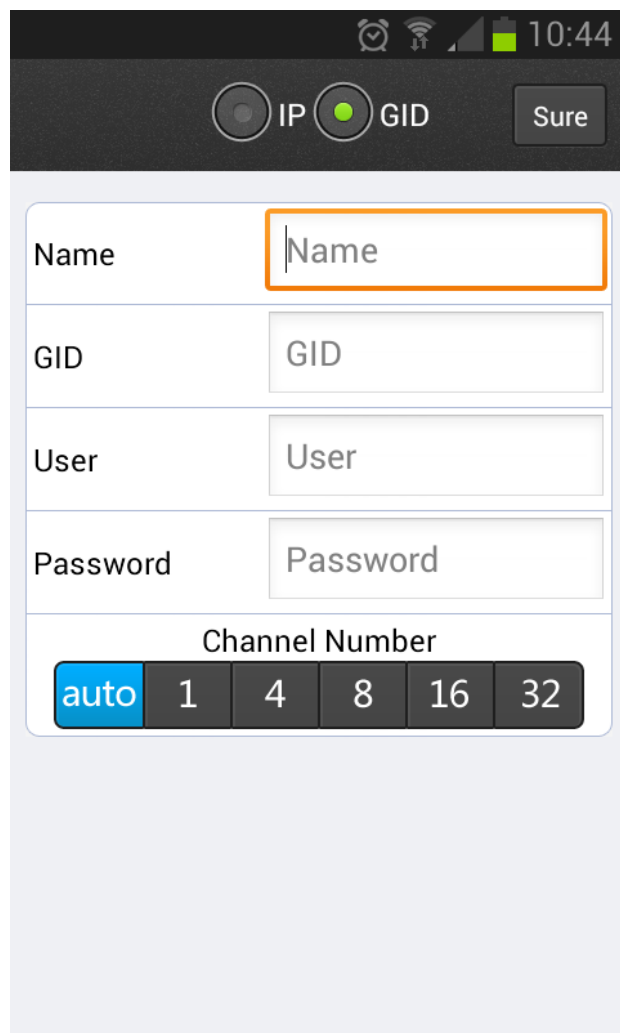 10:44
IP GID Sure
Name Name
GID GID
User User
Password Password
Channel Number
auto 1 4 8 16 32